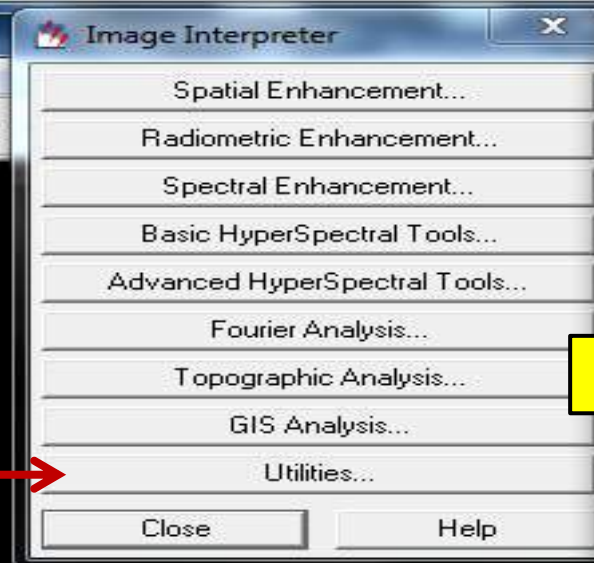 Image Interpreter
Spatial Enhancement...
Radiometric Enhancement...
Spectral Enhancement...
Basic HyperSpectral Tools...
Advanced HyperSpectral Tools...
Fourier Analysis...
Topographic Analysis...
GIS Analysis...
Utilities...
Close Help